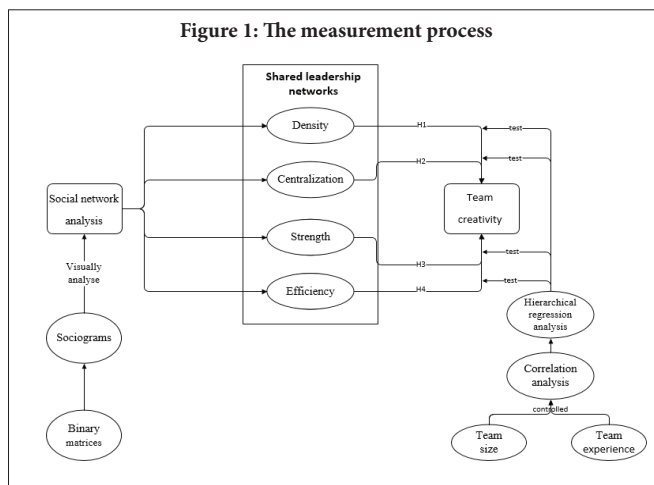 Figure 1: The measurement process
Shared leadership
networks
Density
H1
test
test
Centralization
H2
Social network
analysis
Team
creativity
Strength
H3
test
Visually
analyse
Efficiency
H4
test
Hierarchical
regression
analysis
Sociograms
Correlation
analysis
controlled
Binary
matrices
Team
size
Team
experience